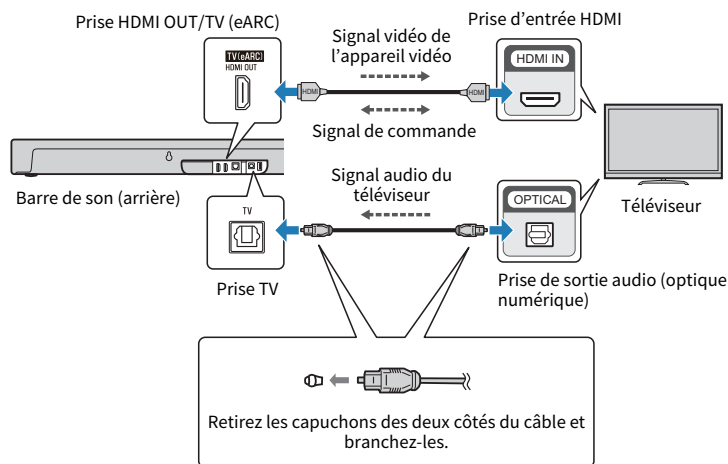 Prise HDMI OUT/TV (eARC)
TV(eARC)
HDMI OUT
Signal vidéo de
l'appareil vidéo
Prise d'entrée HDMI
HDMI IN
HDMI
HDMI
Signal de commande
Barre de son (arrière)
Signal audio du
téléviseur
OPTICAL
Téléviseur
TV
Prise TV
Prise de sortie audio (optique
numérique)
Retirez les capuchons des deux côtés du câble et
branchez-les.